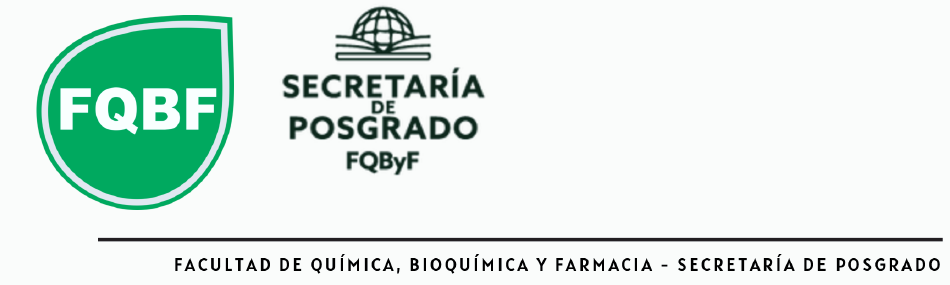 FQBF
SECRETARÍA
DE
POSGRADO
FQByF
FACULTAD DE QUÍMICA, BIOQUÍMICA Y FARMACIA - SECRETARÍA DE POSGRADO